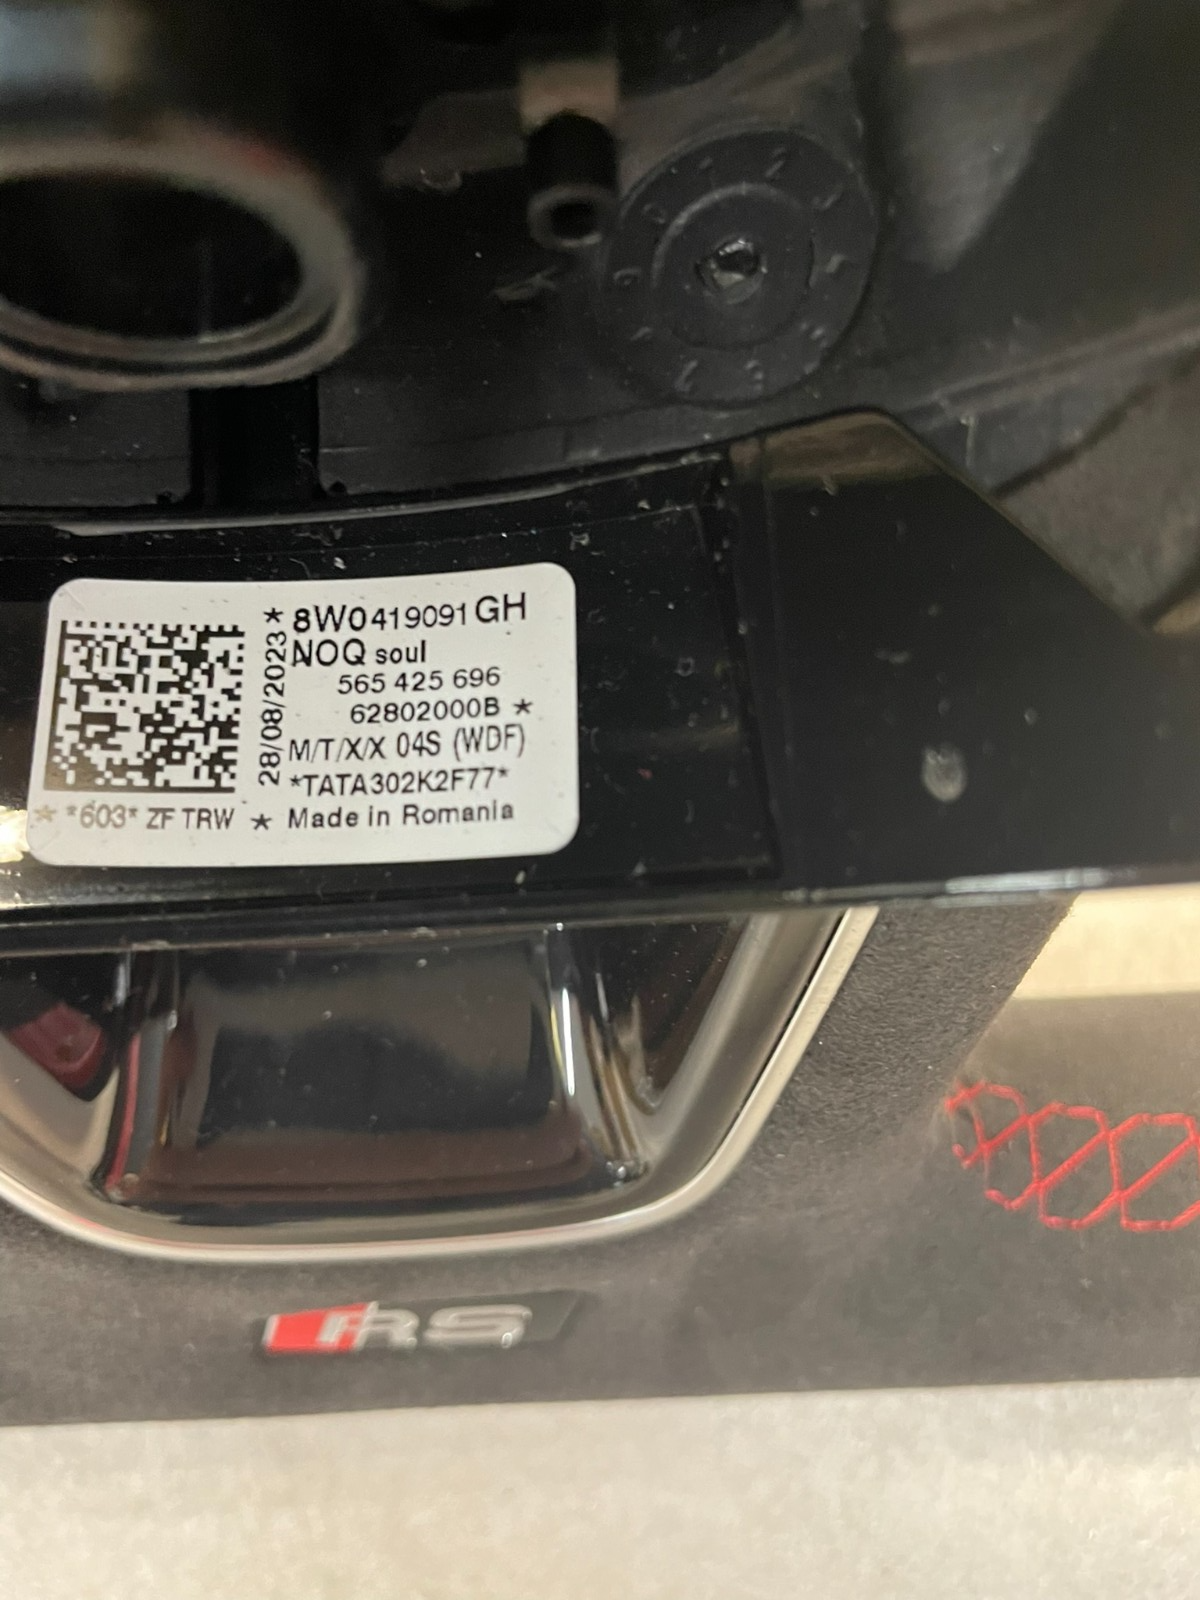 *8W0419091GH
NOQ soul
565 425 696
62802000B *
28/08/2023
M/T/X/X 04S (WDF)
*TATA302K2F77*
* *603* ZF TRW * Made in Romania
RS